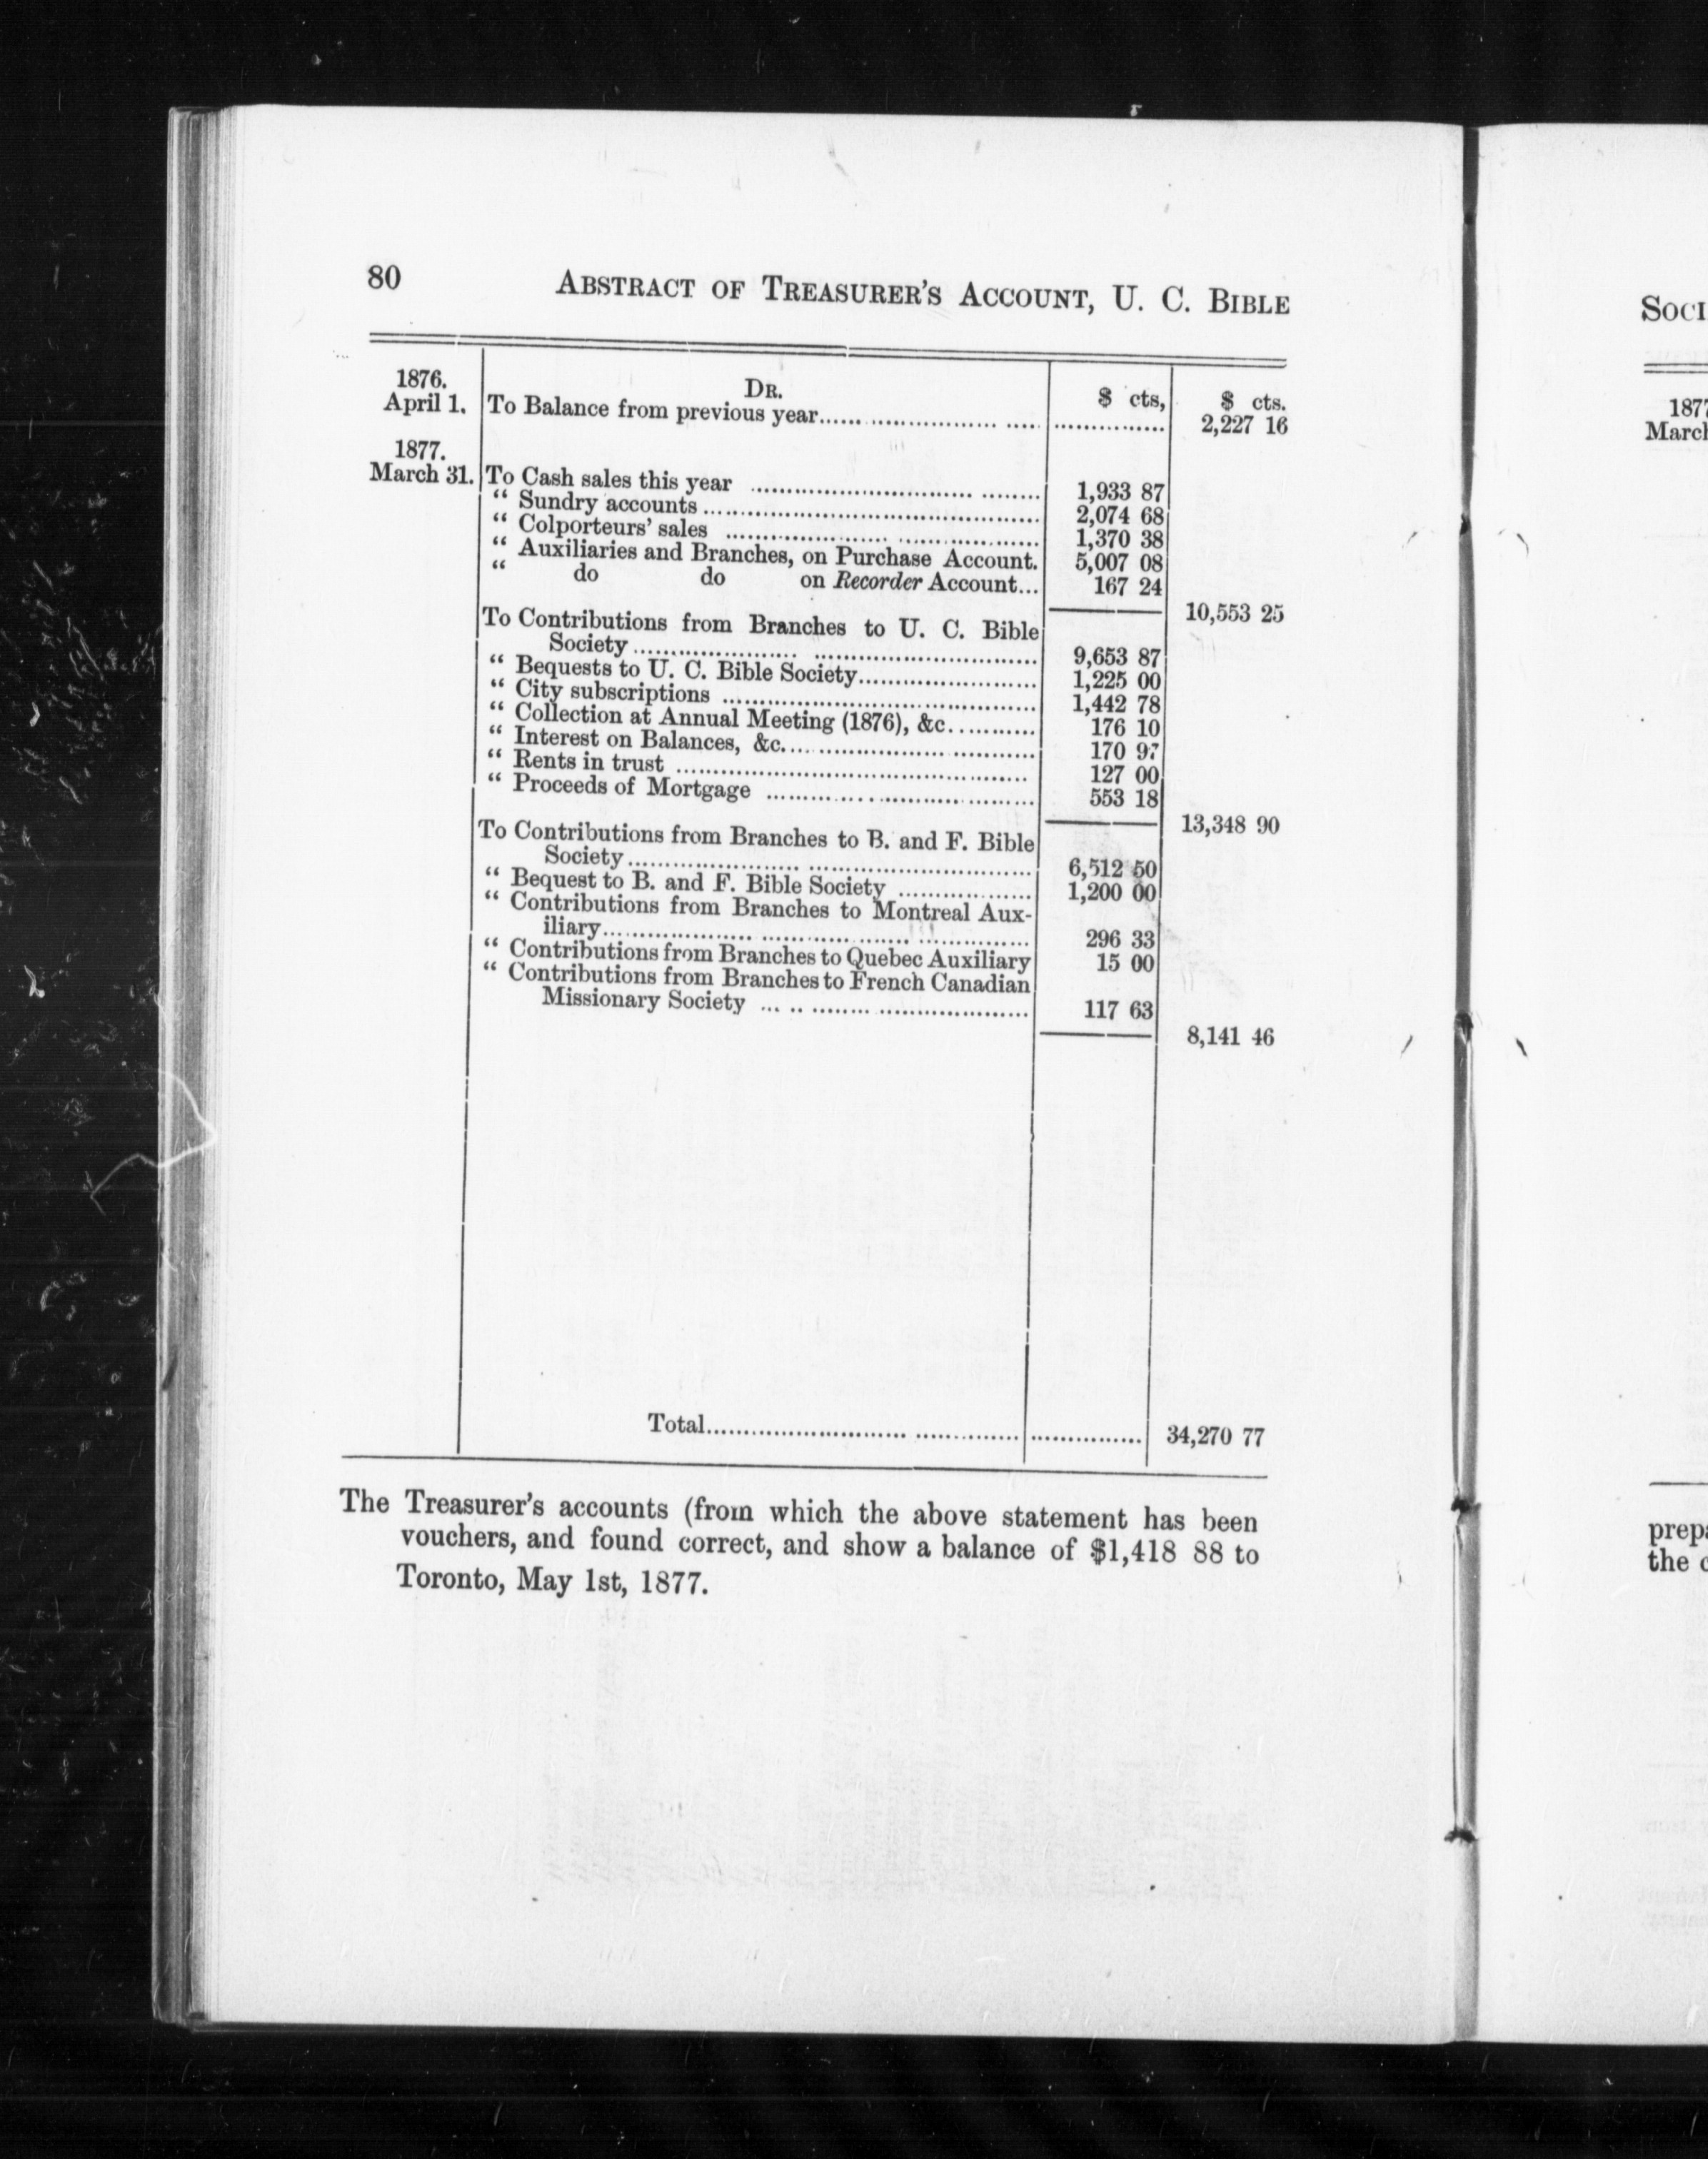 80 ABSTRACT OF TREASURER'S ACCOUNT, U. C. BIBLE
1876. DR. $ cts, $ cts.
April 1. To Balance from previous year 2,227 16
1877.
March 31. To Cash sales this year 1,933 87
“ Sundry accounts 2,074 68
“ Colporteurs' sales 1,370 38
“ Auxiliaries and Branches, on Purchase Account. 5,007 08
“ do do on Recorder Account... 167 24
10,553 25
To Contributions from Branches to U. C. Bible
Society 9,653 87
“ Bequests to U. C. Bible Society 1,225 00
“ City subscriptions 1,442 78
“ Collection at Annual Meeting (1876), &c. 176 10
“ Interest on Balances, &c. 170 97
“ Rents in trust 127 00
“ Proceeds of Mortgage 553 18
13,348 90
To Contributions from Branches to B. and F. Bible
Society 6,512 50
“ Bequest to B. and F. Bible Society 1,200 00
“ Contributions from Branches to Montreal Aux-
iliary 296 33
“ Contributions from Branches to Quebec Auxiliary 15 00
“ Contributions from Branches to French Canadian
Missionary Society 117 63
8,141 46
Total 34,270 77
The Treasurer's accounts (from which the above statement has been
vouchers, and found correct, and show a balance of $1,418 88 to
Toronto, May 1st, 1877.
SOCI
1877
March
prepa
the c